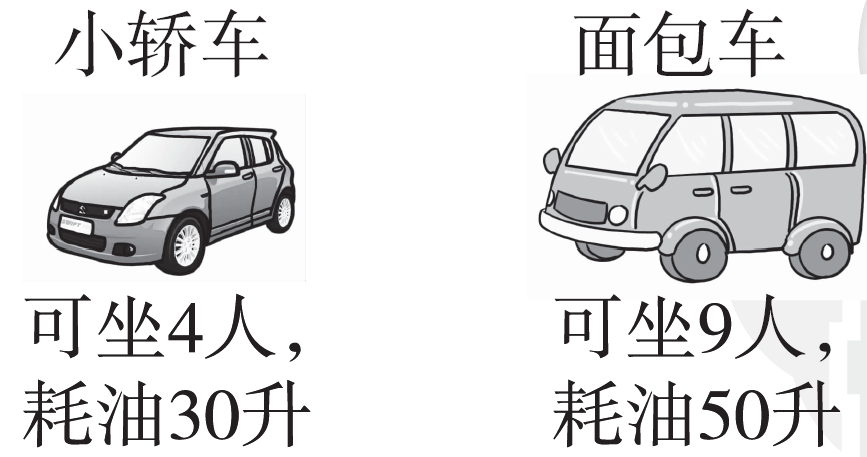 小轿车
面包车
可坐4人，
耗油30升
可坐9人，
耗油50升